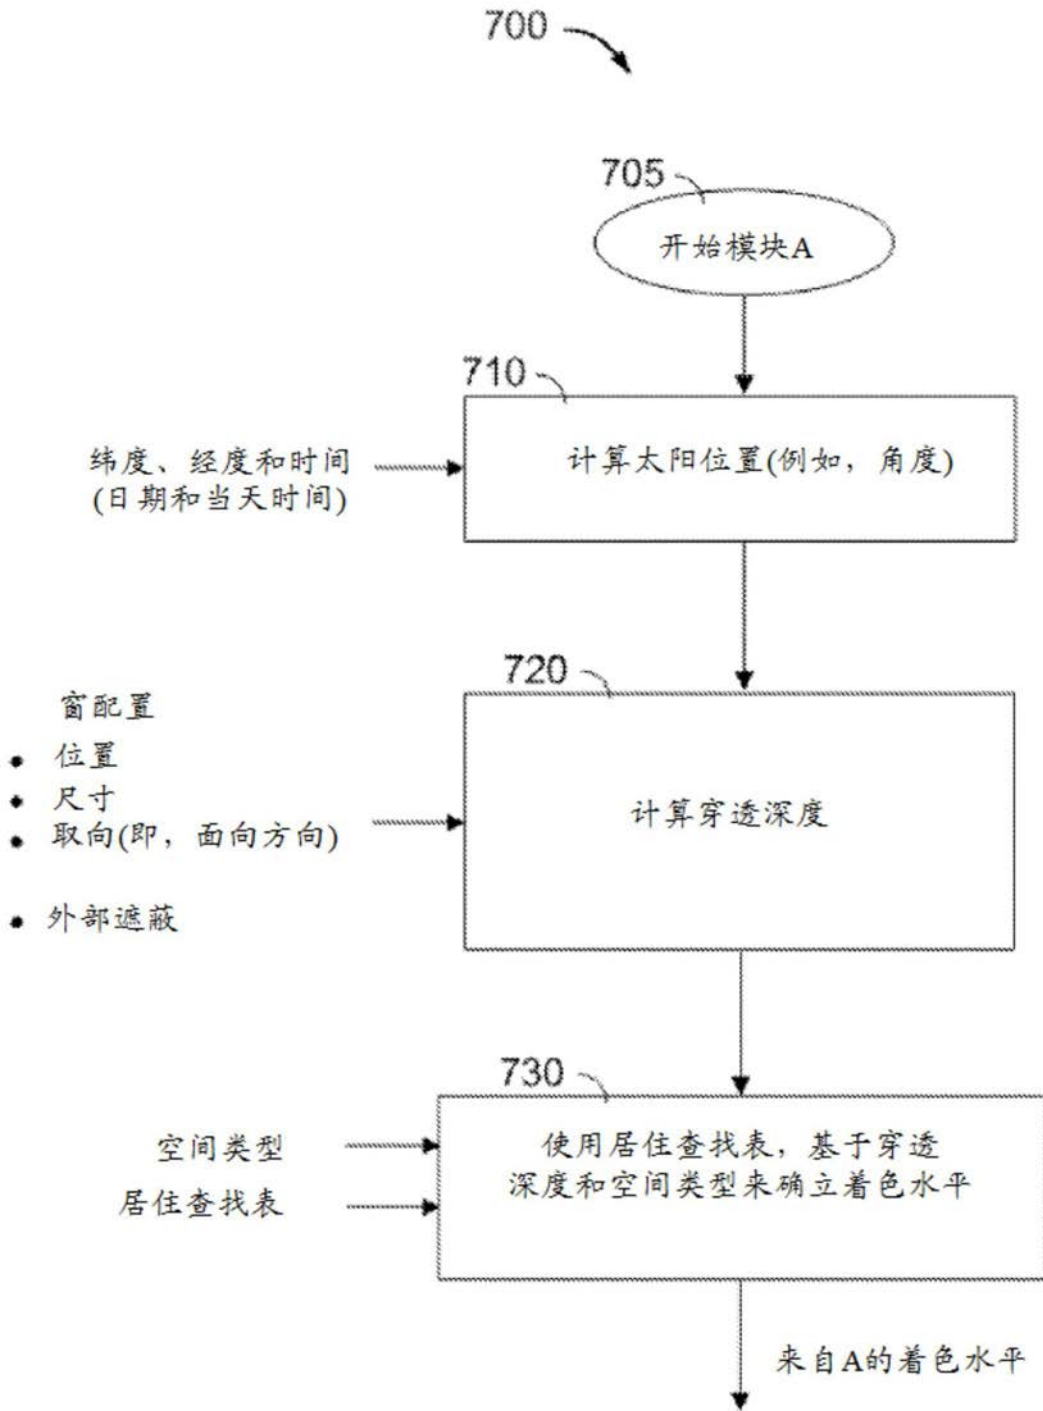 700
705
开始模块A
710
纬度、经度和时间
(日期和当天时间)
计算太阳位置(例如，角度)
720
窗配置
• 位置
• 尺寸
• 取向(即，面向方向)
• 外部遮蔽
计算穿透深度
730
空间类型
居住查找表
使用居住查找表，基于穿透
深度和空间类型来确立着色水平
来自A的着色水平